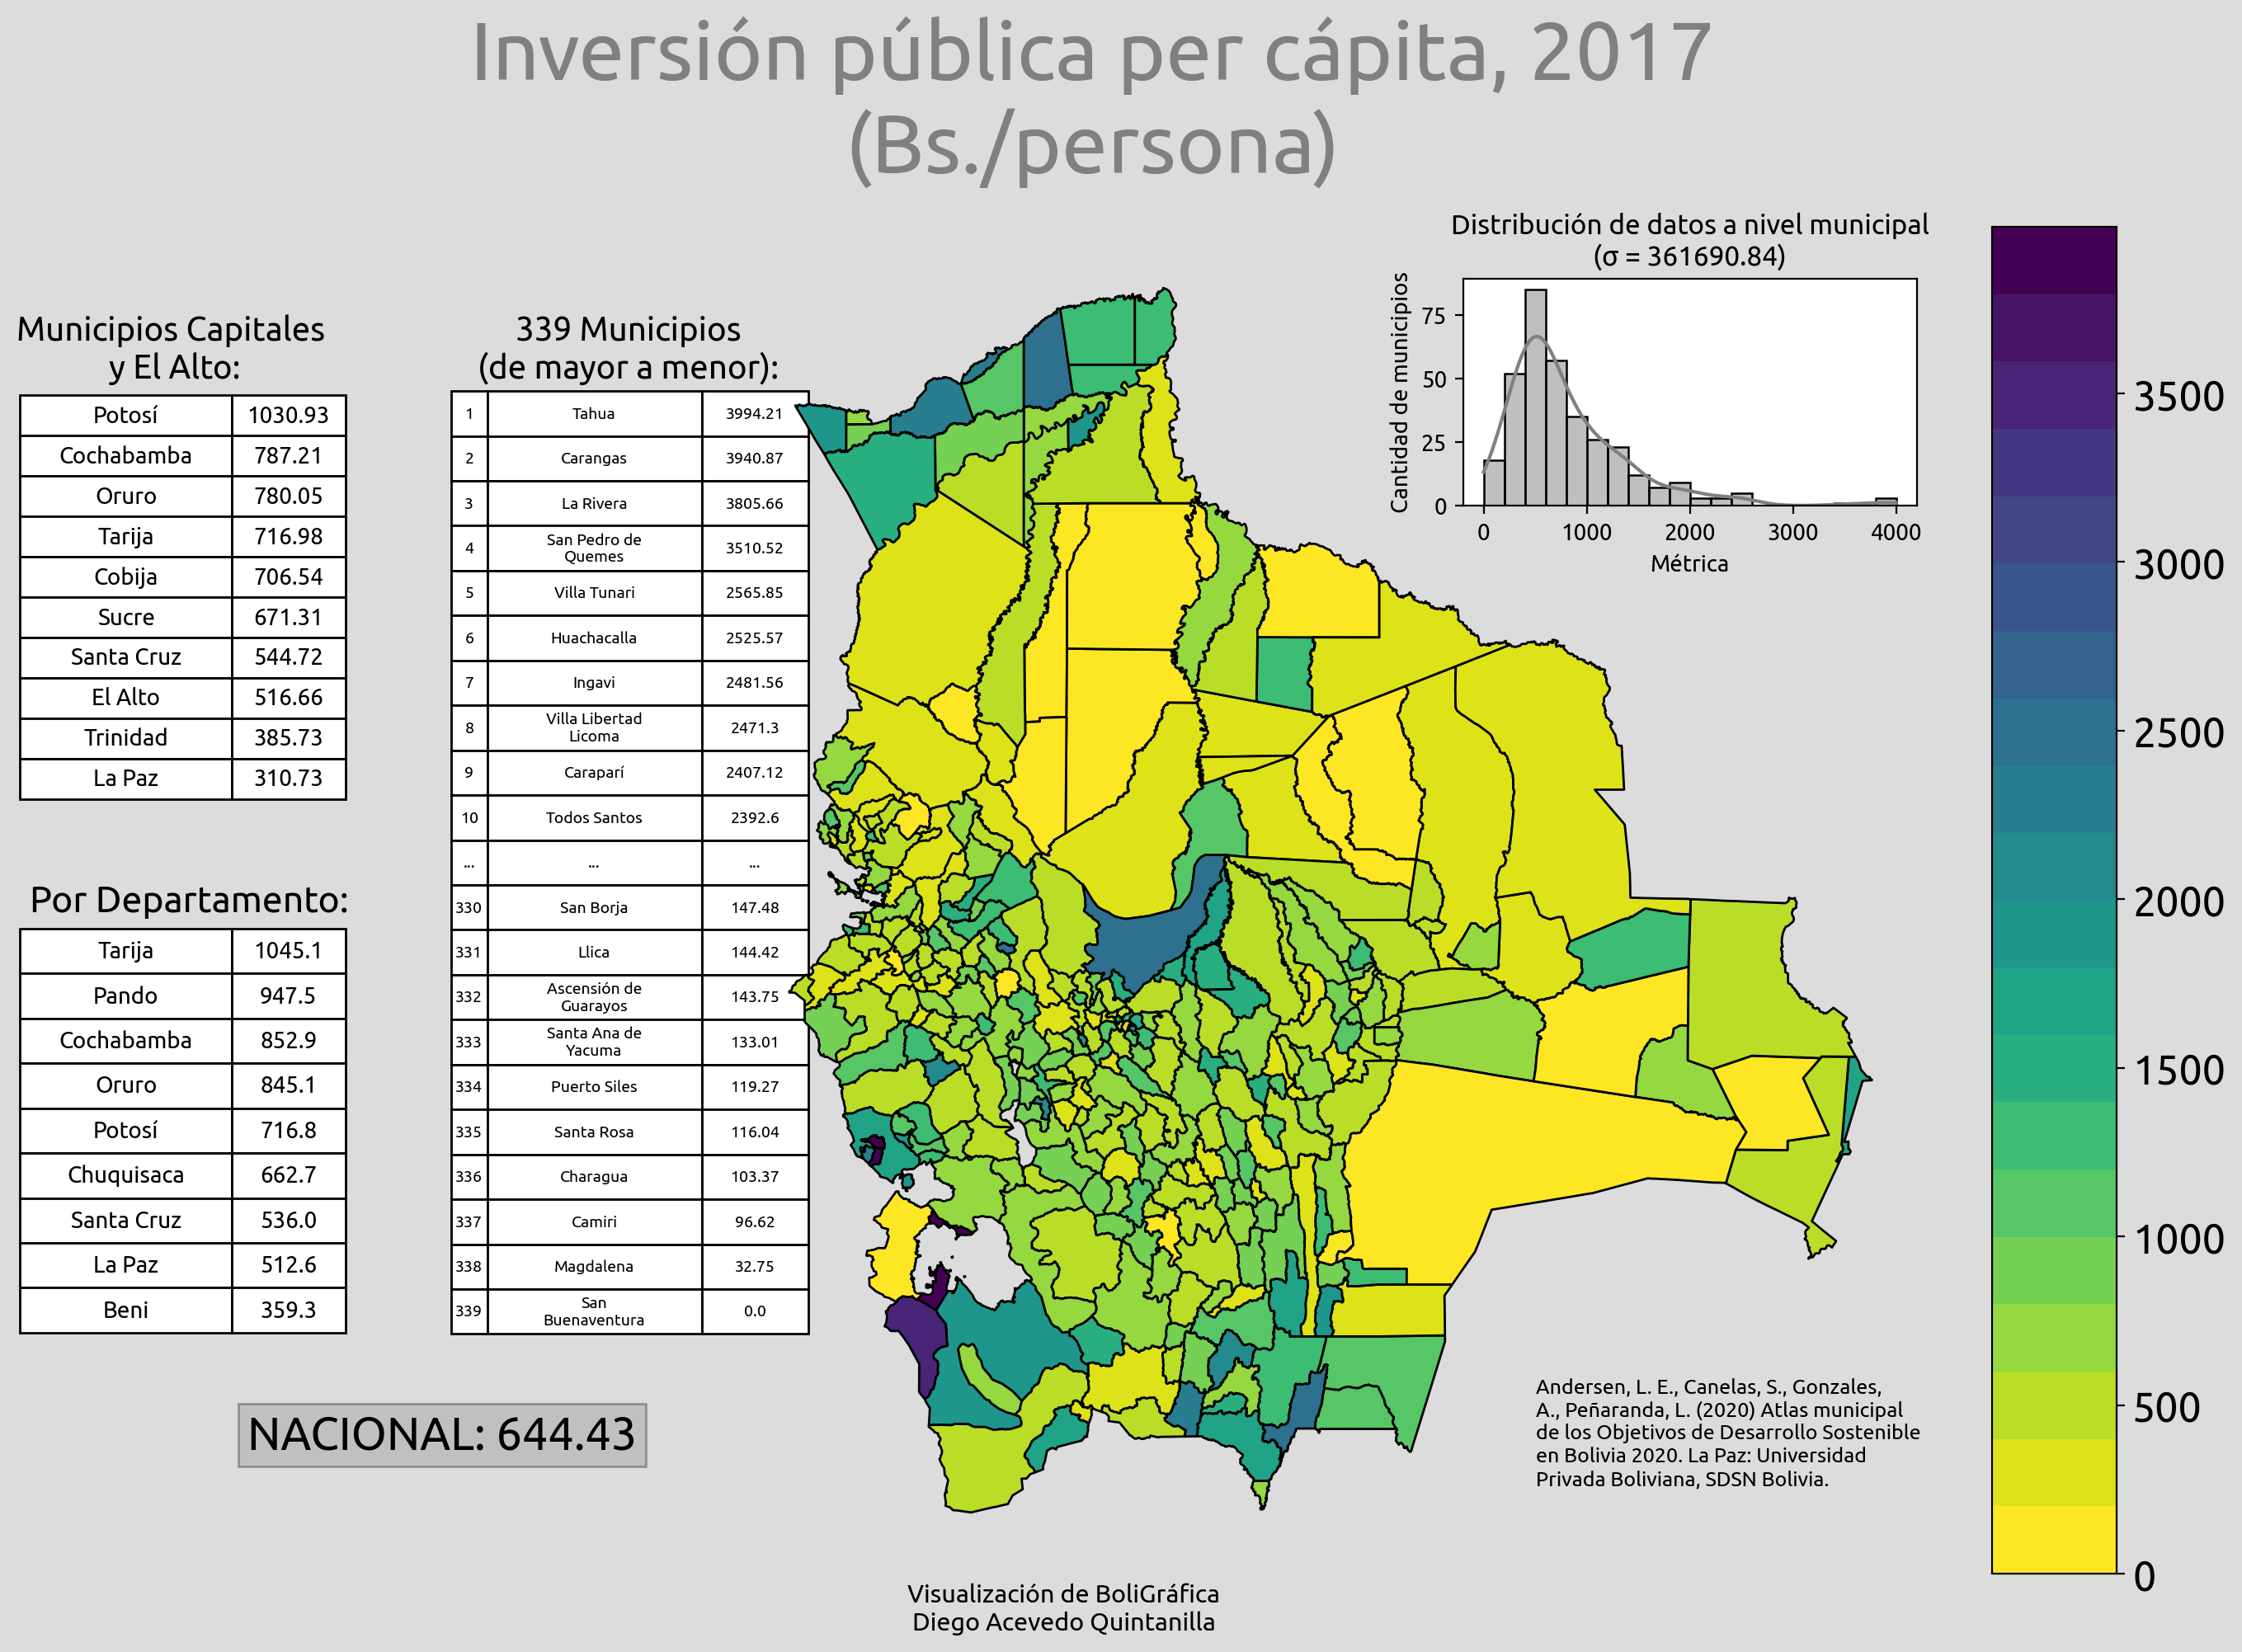 Inversión pública per cápita, 2017
(Bs./persona)
Municipios Capitales
y El Alto:
Potosí 1030.93
Cochabamba 787.21
Oruro 780.05
Tarija 716.98
Cobija 706.54
Sucre 671.31
Santa Cruz 544.72
El Alto 516.66
Trinidad 385.73
La Paz 310.73
Por Departamento:
Tarija 1045.1
Pando 947.5
Cochabamba 852.9
Oruro 845.1
Potosí 716.8
Chuquisaca 662.7
Santa Cruz 536.0
La Paz 512.6
Beni 359.3
NACIONAL: 644.43
339 Municipios
(de mayor a menor):
1 Tahua 3994.21
2 Carangas 3940.87
3 La Rivera 3805.66
4 San Pedro de
Quemes 3510.52
5 Villa Tunari 2565.85
6 Huachacalla 2525.57
7 Ingavi 2481.56
8 Villa Libertad
Licoma 2471.3
9 Caraparí 2407.12
10 Todos Santos 2392.6
... ... ...
330 San Borja 147.48
331 Llica 144.42
332 Ascensión de
Guarayos 143.75
333 Santa Ana de
Yacuma 133.01
334 Puerto Siles 119.27
335 Santa Rosa 116.04
336 Charagua 103.37
337 Camiri 96.62
338 Magdalena 32.75
339 San
Buenaventura 0.0
Distribución de datos a nivel municipal
(σ = 361690.84)
Cantidad de municipios
75
50
25
0
0 1000 2000 3000 4000
Métrica
3500
3000
2500
2000
1500
1000
500
0
Andersen, L. E., Canelas, S., Gonzales,
A., Peñaranda, L. (2020) Atlas municipal
de los Objetivos de Desarrollo Sostenible
en Bolivia 2020. La Paz: Universidad
Privada Boliviana, SDSN Bolivia.
Visualización de BoliGráfica
Diego Acevedo Quintanilla